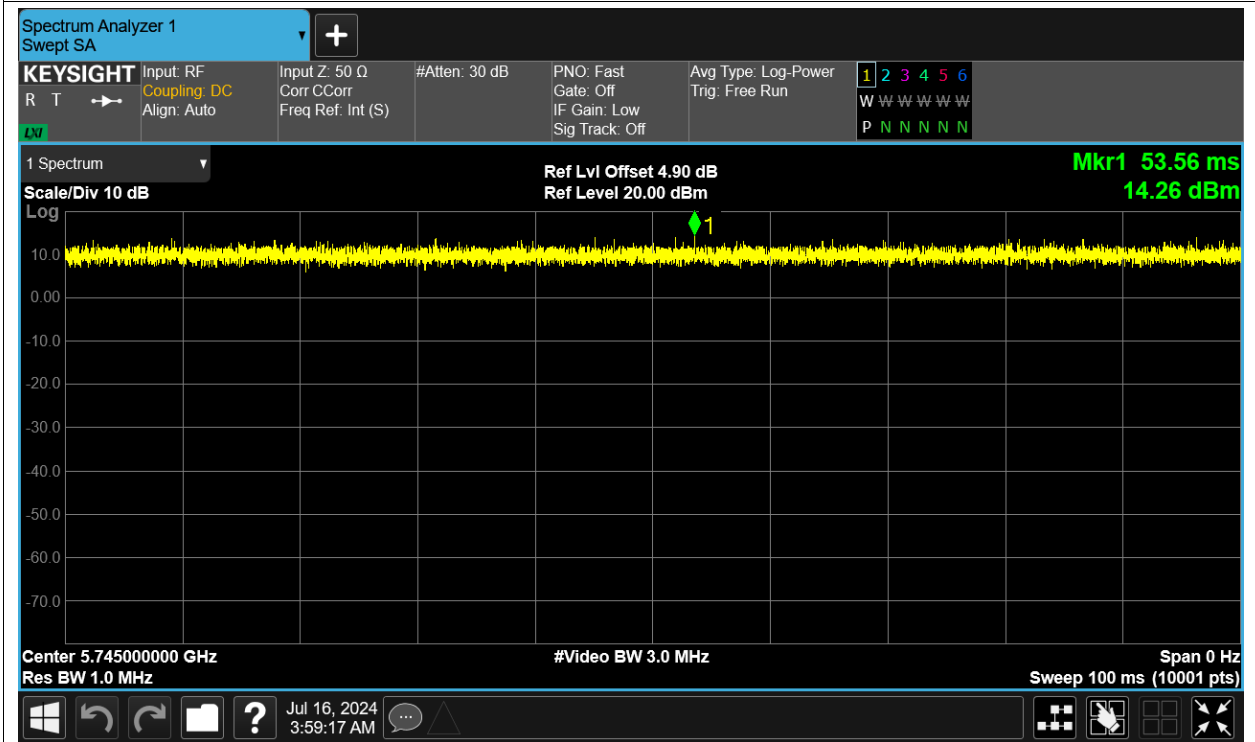 Spectrum Analyzer 1
Swept SA
KEYSIGHT
R T
LXI
Input: RF
Coupling: DC
Align: Auto
Input Z: 50 Ω
Corr CCorr
Freq Ref: Int (S)
#Atten: 30 dB
PNO: Fast
Gate: Off
IF Gain: Low
Sig Track: Off
Avg Type: Log-Power
Trig: Free Run
1 2 3 4 5 6
W W W W W W
P N N N N N
1 Spectrum
Scale/Div 10 dB
Log
Ref Lvl Offset 4.90 dB
Ref Level 20.00 dBm
Mkr1 53.56 ms
14.26 dBm
1
10.0
0.00
-10.0
-20.0
-30.0
-40.0
-50.0
-60.0
-70.0
Center 5.745000000 GHz
Res BW 1.0 MHz
#Video BW 3.0 MHz
Span 0 Hz
Sweep 100 ms (10001 pts)
?
Jul 16, 2024
3:59:17 AM